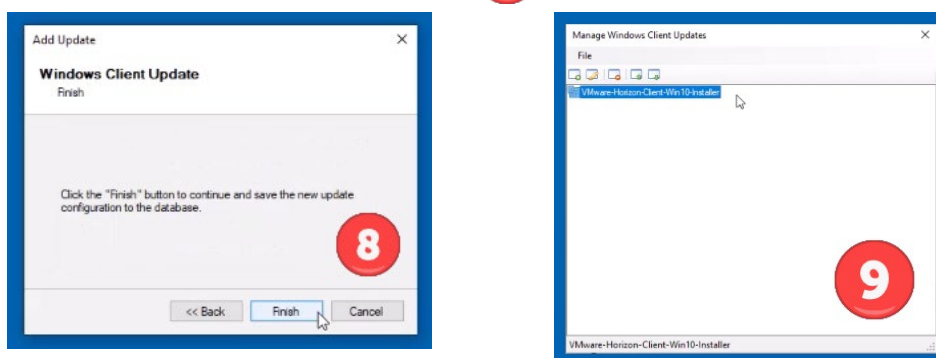 Add Update
Windows Client Update
Finish
Click the "Finish" button to continue and save the new update
configuration to the database.
8
<< Back Finish Cancel
Manage Windows Client Updates
File
VMware-Horizon-Client-Win10-Installer
9
VMware-Horizon-Client-Win10-Installer